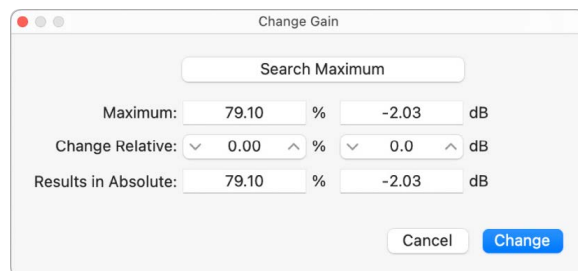 Change Gain
Search Maximum
Maximum: 79.10 % -2.03 dB
Change Relative: 0.00 % 0.0 dB
Results in Absolute: 79.10 % -2.03 dB
Cancel Change